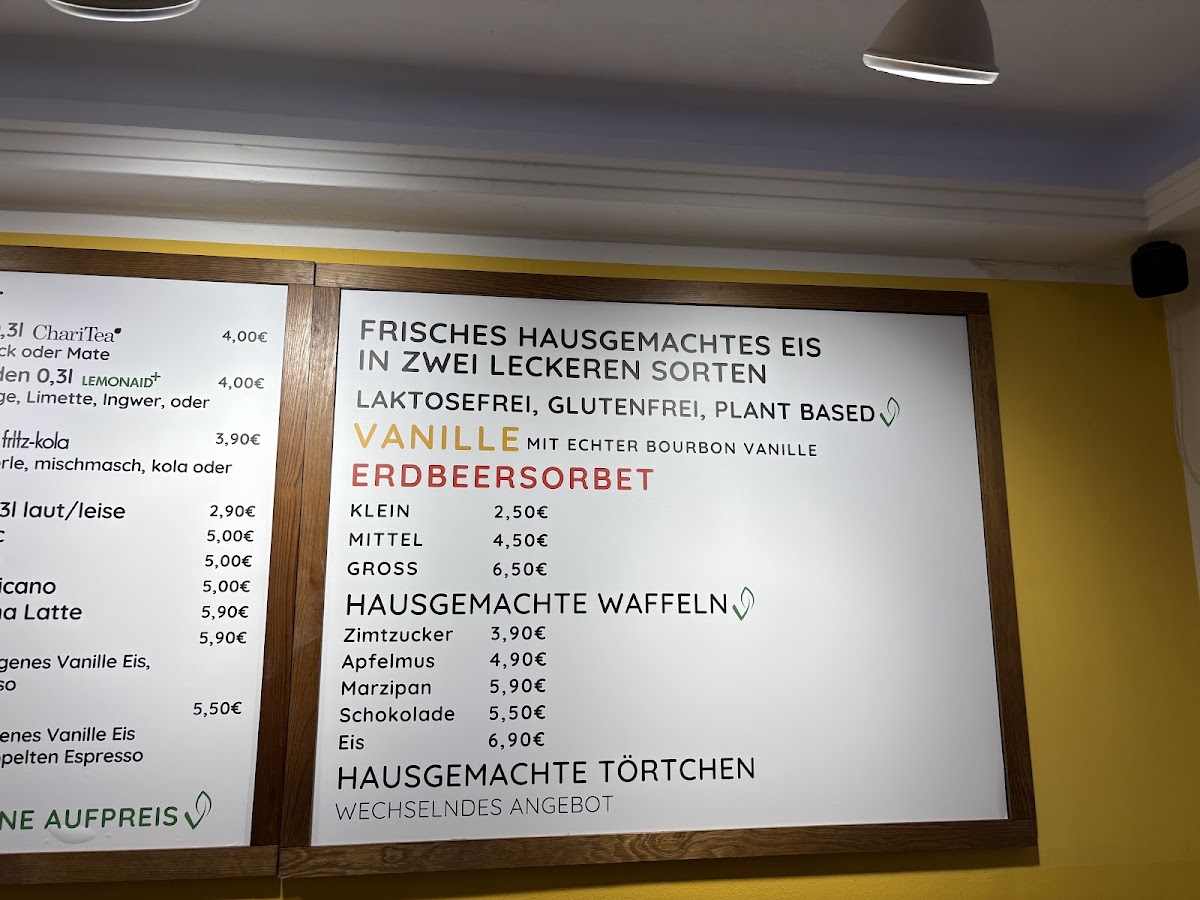 0,3l ChariTea 4,00€
ck oder Mate
den 0,3l LEMONAID+ 4,00€
ge, Limette, Ingwer, oder
fritz-kola 3,90€
rle, mischmasch, kola oder
3l laut/leise 2,90€
c 5,00€
5,00€
icano 5,00€
na Latte 5,90€
5,90€
genes Vanille Eis,
so
5,50€
enes Vanille Eis
ppelten Espresso
NE AUFPREIS
FRISCHES HAUSGEMACHTES EIS
IN ZWEI LECKEREN SORTEN
LAKTOSEFREI, GLUTENFREI, PLANT BASED
VANILLE MIT ECHTER BOURBON VANILLE
ERDBEERSORBET
KLEIN 2,50€
MITTEL 4,50€
GROSS 6,50€
HAUSGEMACHTE WAFFELN
Zimtzucker 3,90€
Apfelmus 4,90€
Marzipan 5,90€
Schokolade 5,50€
Eis 6,90€
HAUSGEMACHTE TÖRTCHEN
WECHSELNDES ANGEBOT